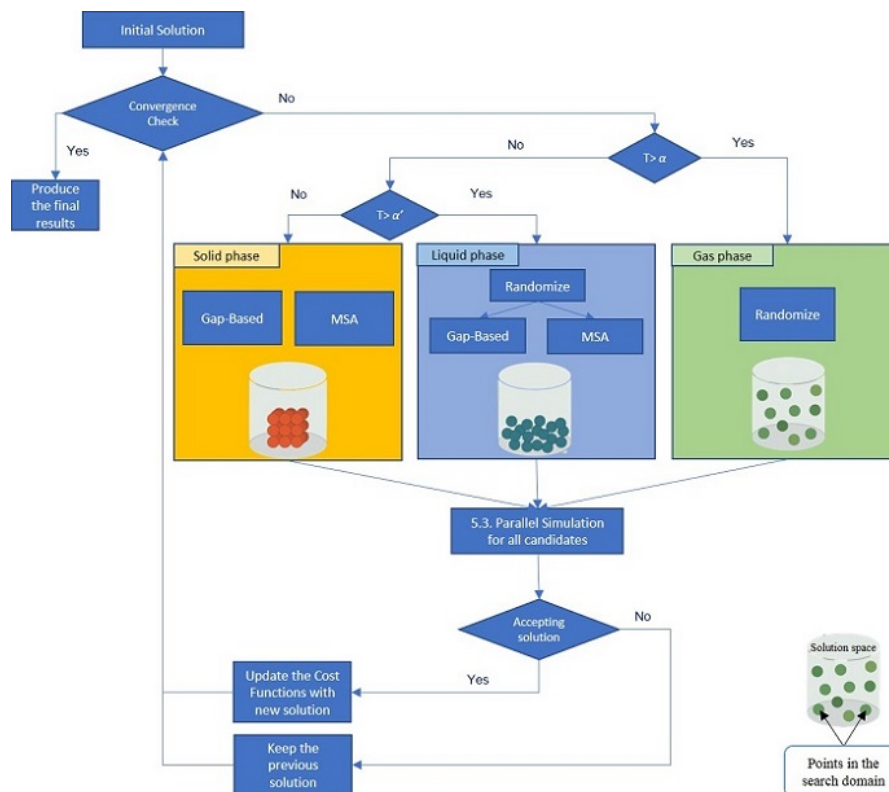 Initial Solution
Convergence
Check
No
Yes
Produce
the final
results
T> α
No
Yes
T> α′
No
Yes
Solid phase
Gap-Based
MSA
Liquid phase
Randomize
Gap-Based
MSA
Gas phase
Randomize
5.3. Parallel Simulation
for all candidates
Accepting
solution
No
Yes
Update the Cost
Functions with
new solution
Keep the
previous
solution
Solution space
Points in the
search domain